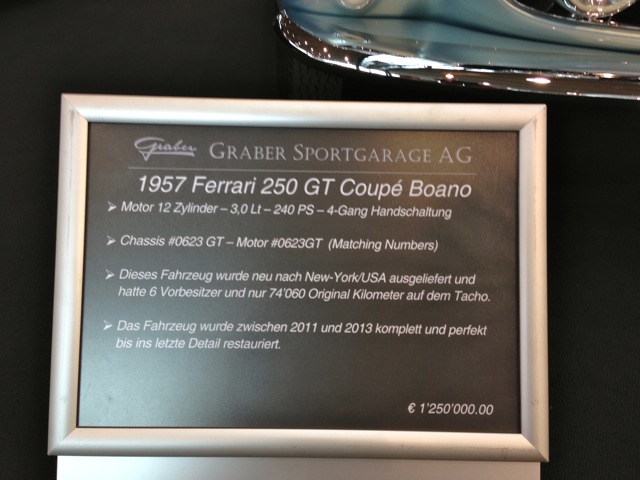 Graber GRABER SPORTGARAGE AG
1957 Ferrari 250 GT Coupé Boano
➢ Motor 12 Zylinder – 3,0 Lt – 240 PS – 4-Gang Handschaltung
➢ Chassis #0623 GT – Motor #0623GT (Matching Numbers)
➢ Dieses Fahrzeug wurde neu nach New-York/USA ausgeliefert und
hatte 6 Vorbesitzer und nur 74'060 Original Kilometer auf dem Tacho.
➢ Das Fahrzeug wurde zwischen 2011 und 2013 komplett und perfekt
bis ins letzte Detail restauriert.
€ 1'250'000.00